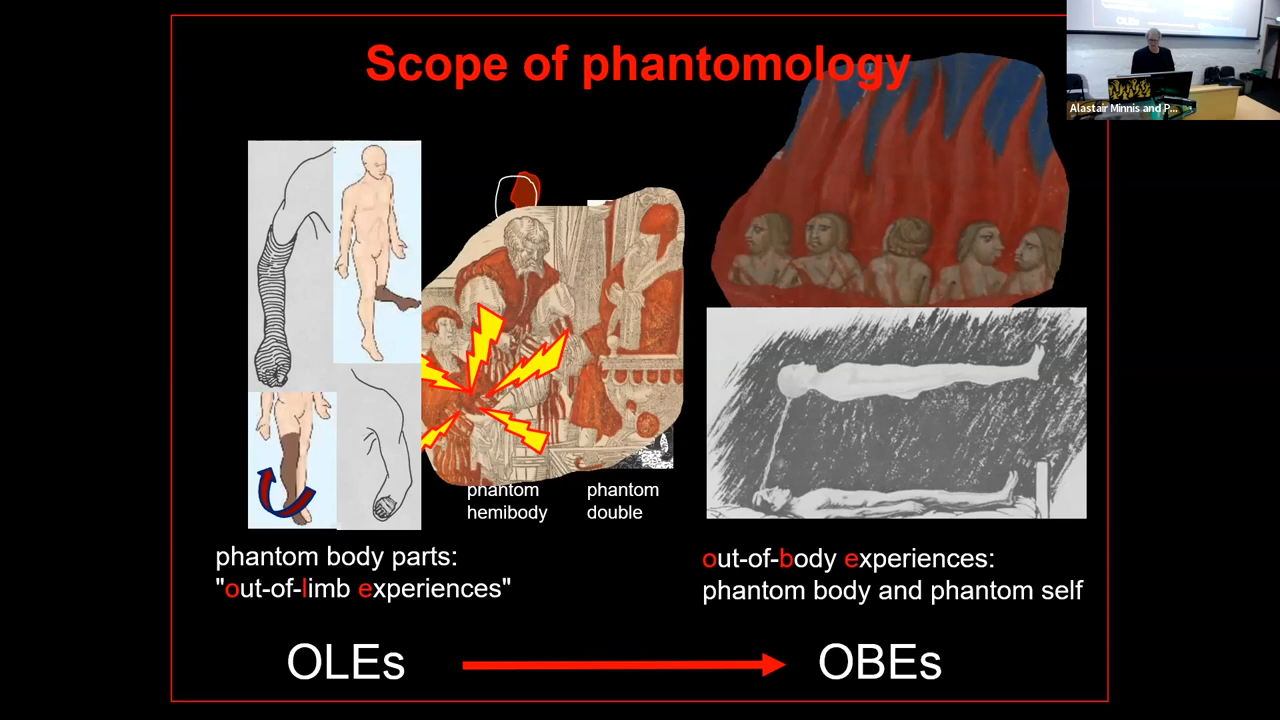 Scope of phantomology
OLEs
Alastair Minnis and P...
phantom
hemibody
phantom
double
phantom body parts:
"out-of-limb experiences"
out-of-body experiences:
phantom body and phantom self
OLEs
OBEs